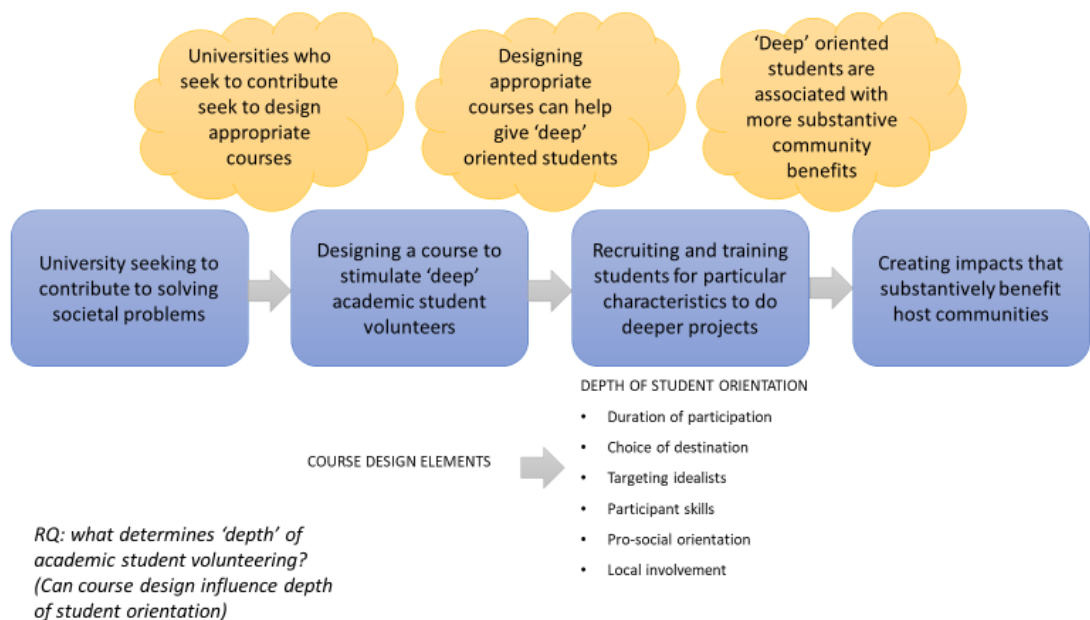 Universities who
seek to contribute
seek to design
appropriate
courses
Designing
appropriate
courses can help
give ‘deep’
oriented students
‘Deep’ oriented
students are
associated with
more substantive
community
benefits
University seeking to
contribute to solving
societal problems
Designing a course to
stimulate ‘deep’
academic student
volunteers
Recruiting and training
students for particular
characteristics to do
deeper projects
Creating impacts that
substantively benefit
host communities
DEPTH OF STUDENT ORIENTATION
• Duration of participation
• Choice of destination
• Targeting idealists
• Participant skills
• Pro-social orientation
• Local involvement
COURSE DESIGN ELEMENTS
RQ: what determines ‘depth’ of
academic student volunteering?
(Can course design influence depth
of student orientation)